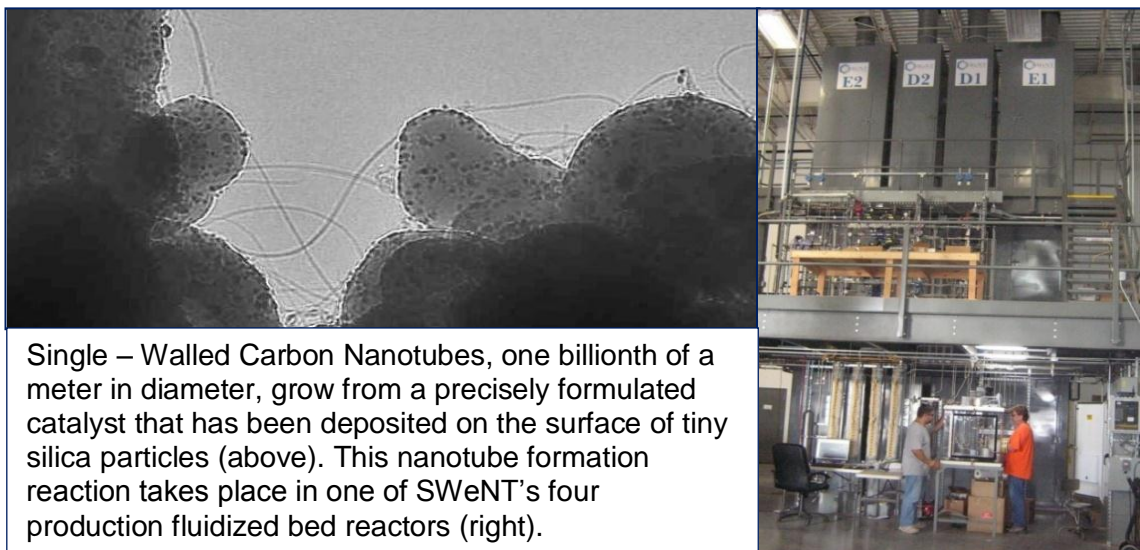 E2
D2
D1
E1
Single – Walled Carbon Nanotubes, one billionth of a
meter in diameter, grow from a precisely formulated
catalyst that has been deposited on the surface of tiny
silica particles (above). This nanotube formation
reaction takes place in one of SWeNT’s four
production fluidized bed reactors (right).